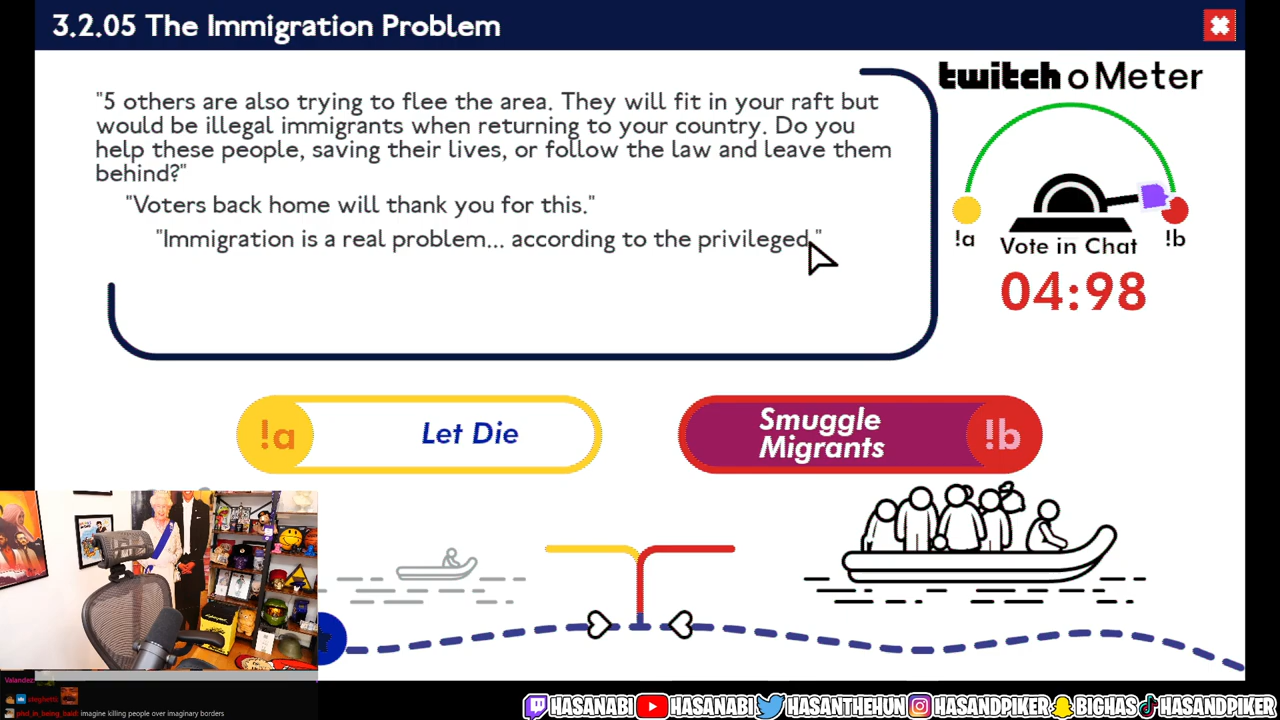 3.2.05 The Immigration Problem
twitch o Meter
"5 others are also trying to flee the area. They will fit in your raft but
would be illegal immigrants when returning to your country. Do you
help these people, saving their lives, or follow the law and leave them
behind?"
"Voters back home will thank you for this."
"Immigration is a real problem... according to the privileged."
!a
Vote in Chat
!b
04:98
!a
Let Die
Smuggle
Migrants
!b
imagine killing people over imaginary borders
HASANABI
HASANABI
HASANTHEHUN
HASANDPIKER
BIGHAS
HASANDPIKER